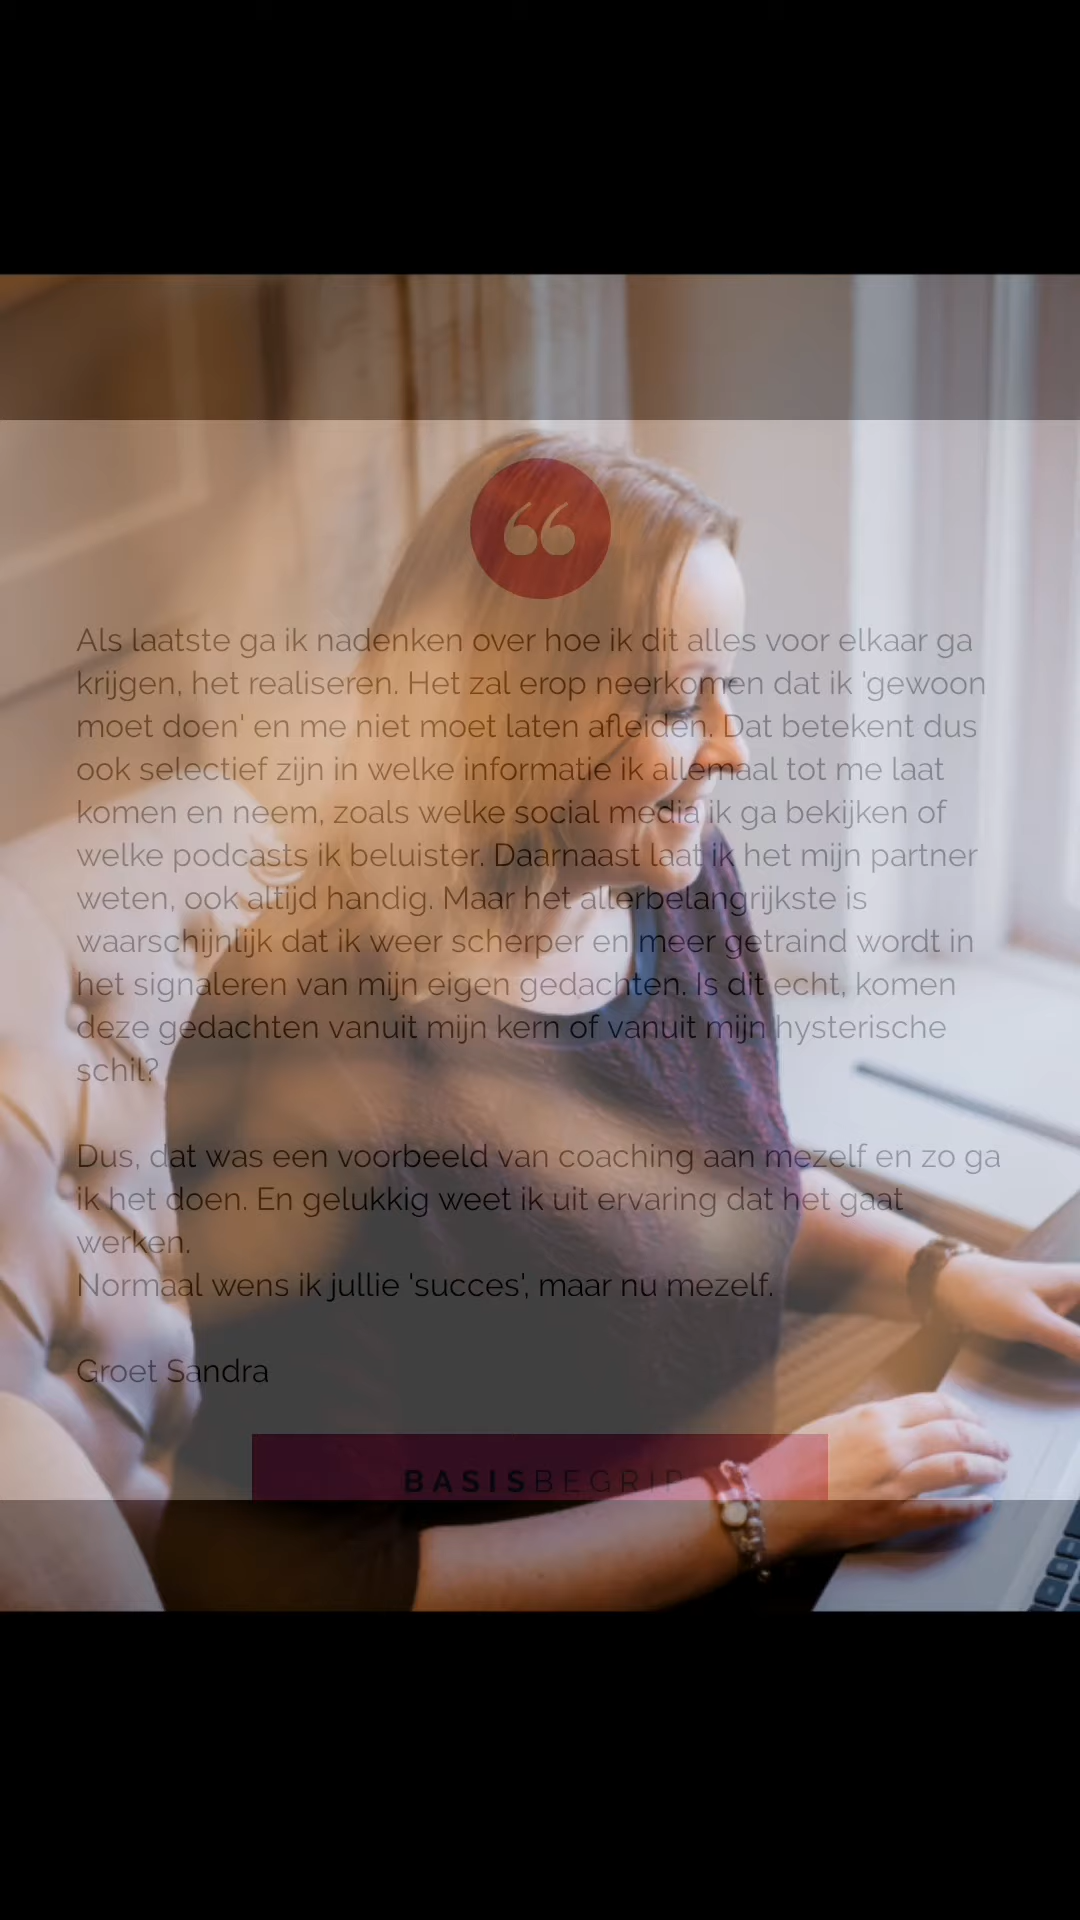 Als laatste ga ik nadenken over hoe ik dit alles voor elkaar ga
krijgen, het realiseren. Het zal erop neerkomen dat ik 'gewoon
moet doen' en me niet moet laten afleiden. Dat betekent dus
ook selectief zijn in welke informatie ik allemaal tot me laat
komen en neem, zoals welke social media ik ga bekijken of
welke podcasts ik beluister. Daarnaast laat ik het mijn partner
weten, ook altijd handig. Maar het allerbelangrijkste is
waarschijnlijk dat ik weer scherper en meer getraind wordt in
het signaleren van mijn eigen gedachten. Is dit echt, komen
deze gedachten vanuit mijn kern of vanuit mijn hysterische
schil?
Dus, dat was een voorbeeld van coaching aan mezelf en zo ga
ik het doen. En gelukkig weet ik uit ervaring dat het gaat
werken.
Normaal wens ik jullie 'succes', maar nu mezelf.
Groet Sandra
BASISBEGRIP